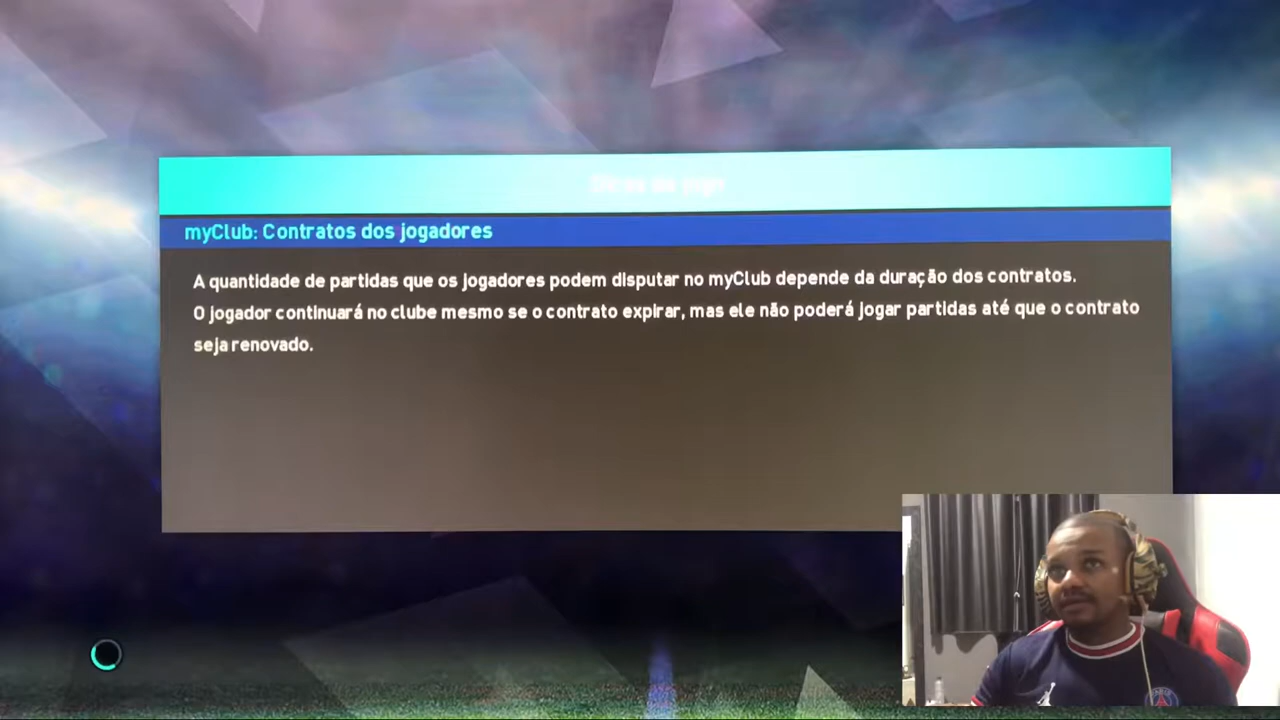 myClub: Contratos dos jogadores
A quantidade de partidas que os jogadores podem disputar no myClub depende da duração dos contratos.
O jogador continuará no clube mesmo se o contrato expirar, mas ele não poderá jogar partidas até que o contrato
seja renovado.